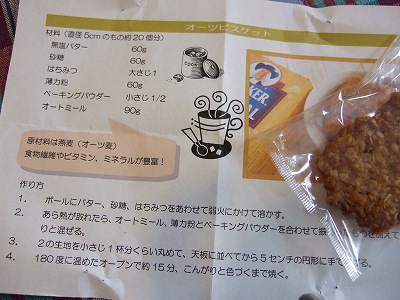 オーツビスケット
材料（直径5cmのもの約20個分）
無塩バター 60g
砂糖 60g
はちみつ 大さじ1
薄力粉 60g
ベーキングパウダー 小さじ1/2
オートミール 90g
原材料は燕麦（オーツ麦）
食物繊維やビタミン、ミネラルが豊富！
作り方
1. ボールにバター、砂糖、はちみつをあわせて弱火にかけて溶かす。
2. あら熱が取れたら、オートミール、薄力粉とベーキングパウダーを合わせて振
りと混ぜる。
3. 2の生地を小さじ1杯分くらい丸めて、天板に並べてから5センチの円形に手で
る。
4. 180度に温めたオーブンで約15分、こんがりと色づくまで焼く。